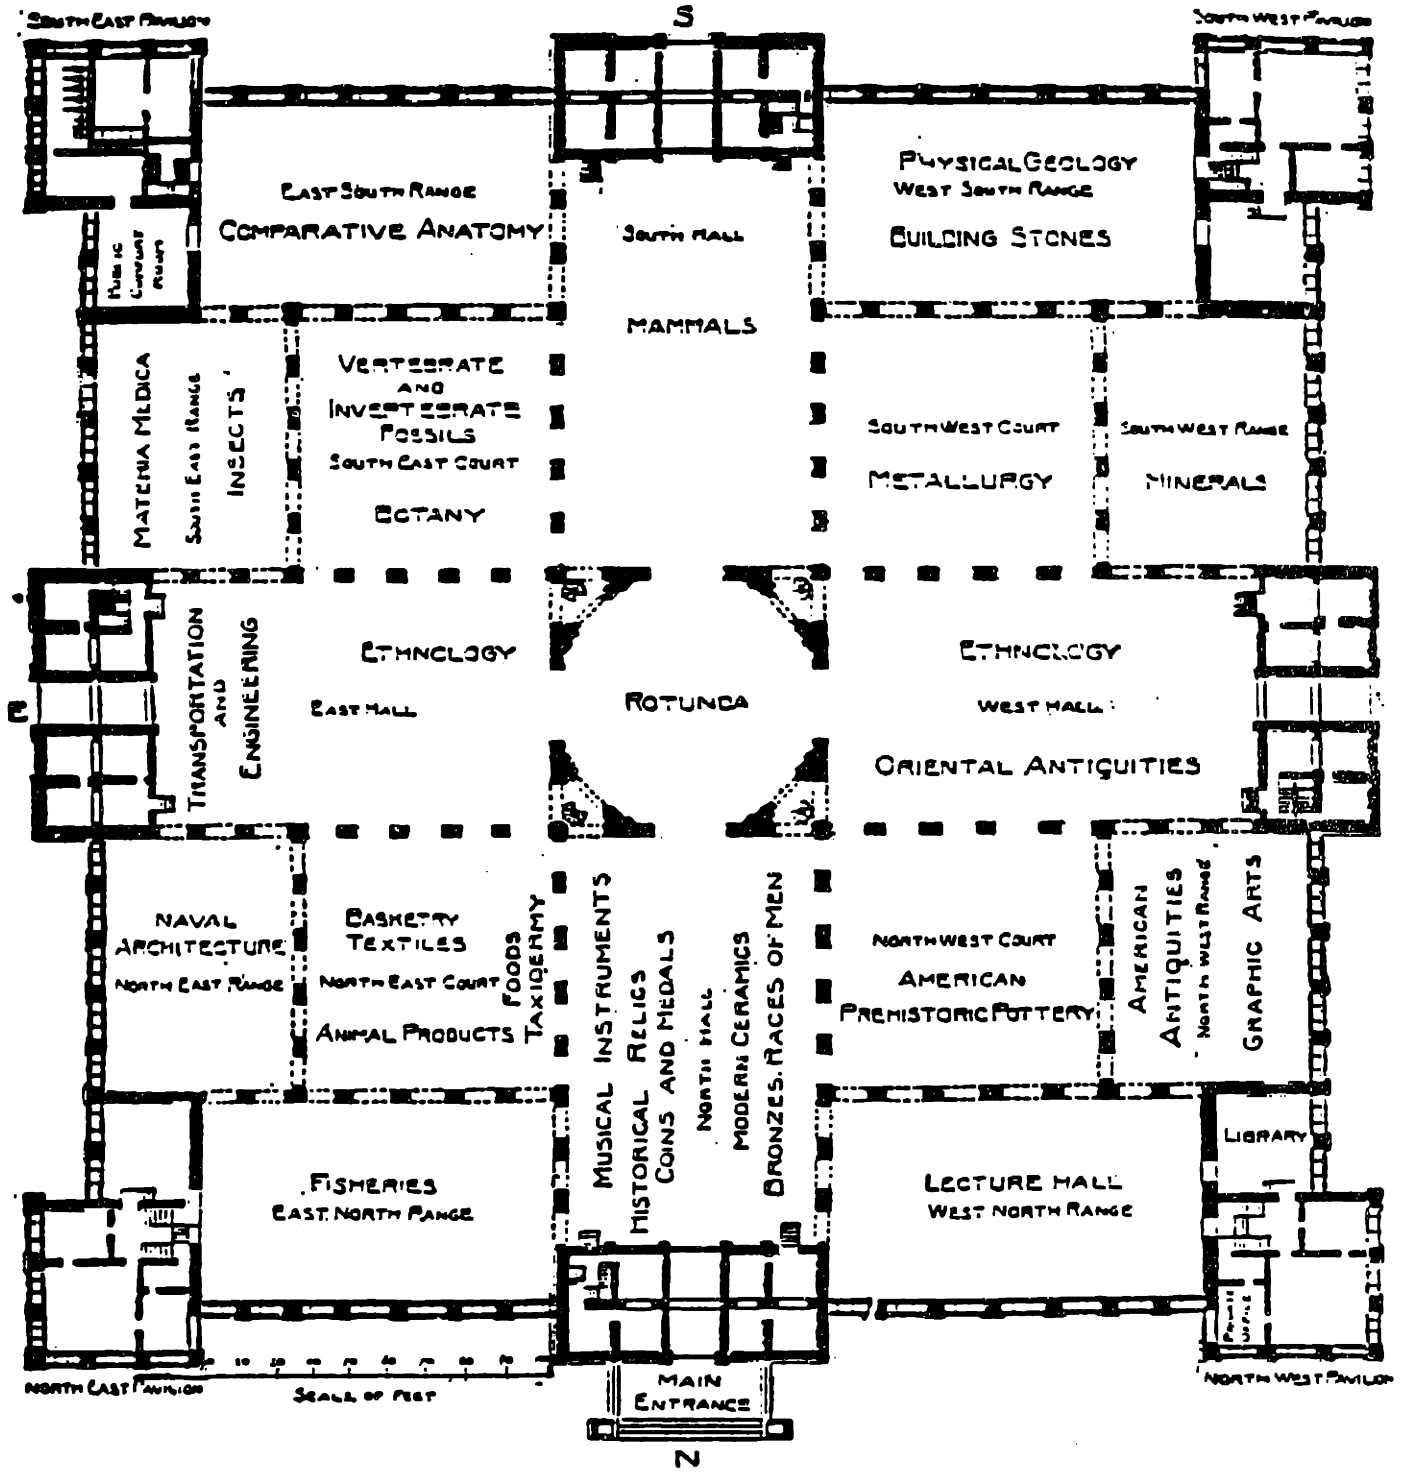 S
SOUTH EAST PAVILION
SOUTH WEST PAVILION
EAST SOUTH RANGE
COMPARATIVE ANATOMY
PHYSICAL GEOLOGY
WEST SOUTH RANGE
BUILDING STONES
SOUTH HALL
MAMMALS
PUBLIC
COMFORT
ROOM
MATERIA MEDICA
SOUTH EAST RANGE
INSECTS
VERTEBRATE
AND
INVERTEBRATE
FOSSILS
SOUTH EAST COURT
BOTANY
SOUTH WEST COURT
METALLURGY
SOUTH WEST RANGE
MINERALS
E
TRANSPORTATION
AND
ENGINEERING
ETHNOLOGY
EAST HALL
ROTUNDA
ETHNOLOGY
WEST HALL
ORIENTAL ANTIQUITIES
NAVAL
ARCHITECTURE
NORTH EAST RANGE
BASKETRY
TEXTILES
NORTH EAST COURT
ANIMAL PRODUCTS
FOODS
TAXIDERMY
MUSICAL INSTRUMENTS
HISTORICAL RELICS
COINS AND MEDALS
NORTH HALL
MODERN CERAMICS
BRONZES. RACES OF MEN
NORTH WEST COURT
AMERICAN
PREHISTORIC POTTERY
AMERICAN
ANTIQUITIES
NORTH WEST RANGE
GRAPHIC ARTS
FISHERIES
EAST NORTH RANGE
LECTURE HALL
WEST NORTH RANGE
LIBRARY
PRIVATE
OFFICE
NORTH EAST PAVILION
SCALE OF FEET
MAIN
ENTRANCE
NORTH WEST PAVILION
N